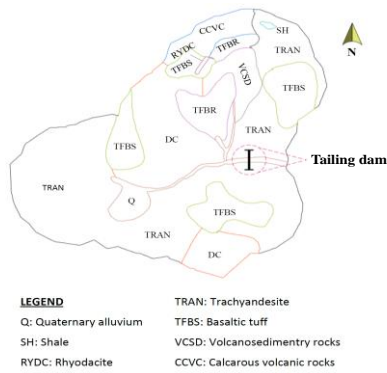 CCVC
SH
RYDC
TFBR
TRAN
N
TFBS
VCSD
TFBS
TFBR
DC
TRAN
TFBS
Tailing dam
TRAN
Q
TFBS
TRAN
DC
LEGEND
TRAN: Trachyandesite
Q: Quaternary alluvium
TFBS: Basaltic tuff
SH: Shale
VCSD: Volcanosedimentry rocks
RYDC: Rhyodacite
CCVC: Calcarous volcanic rocks